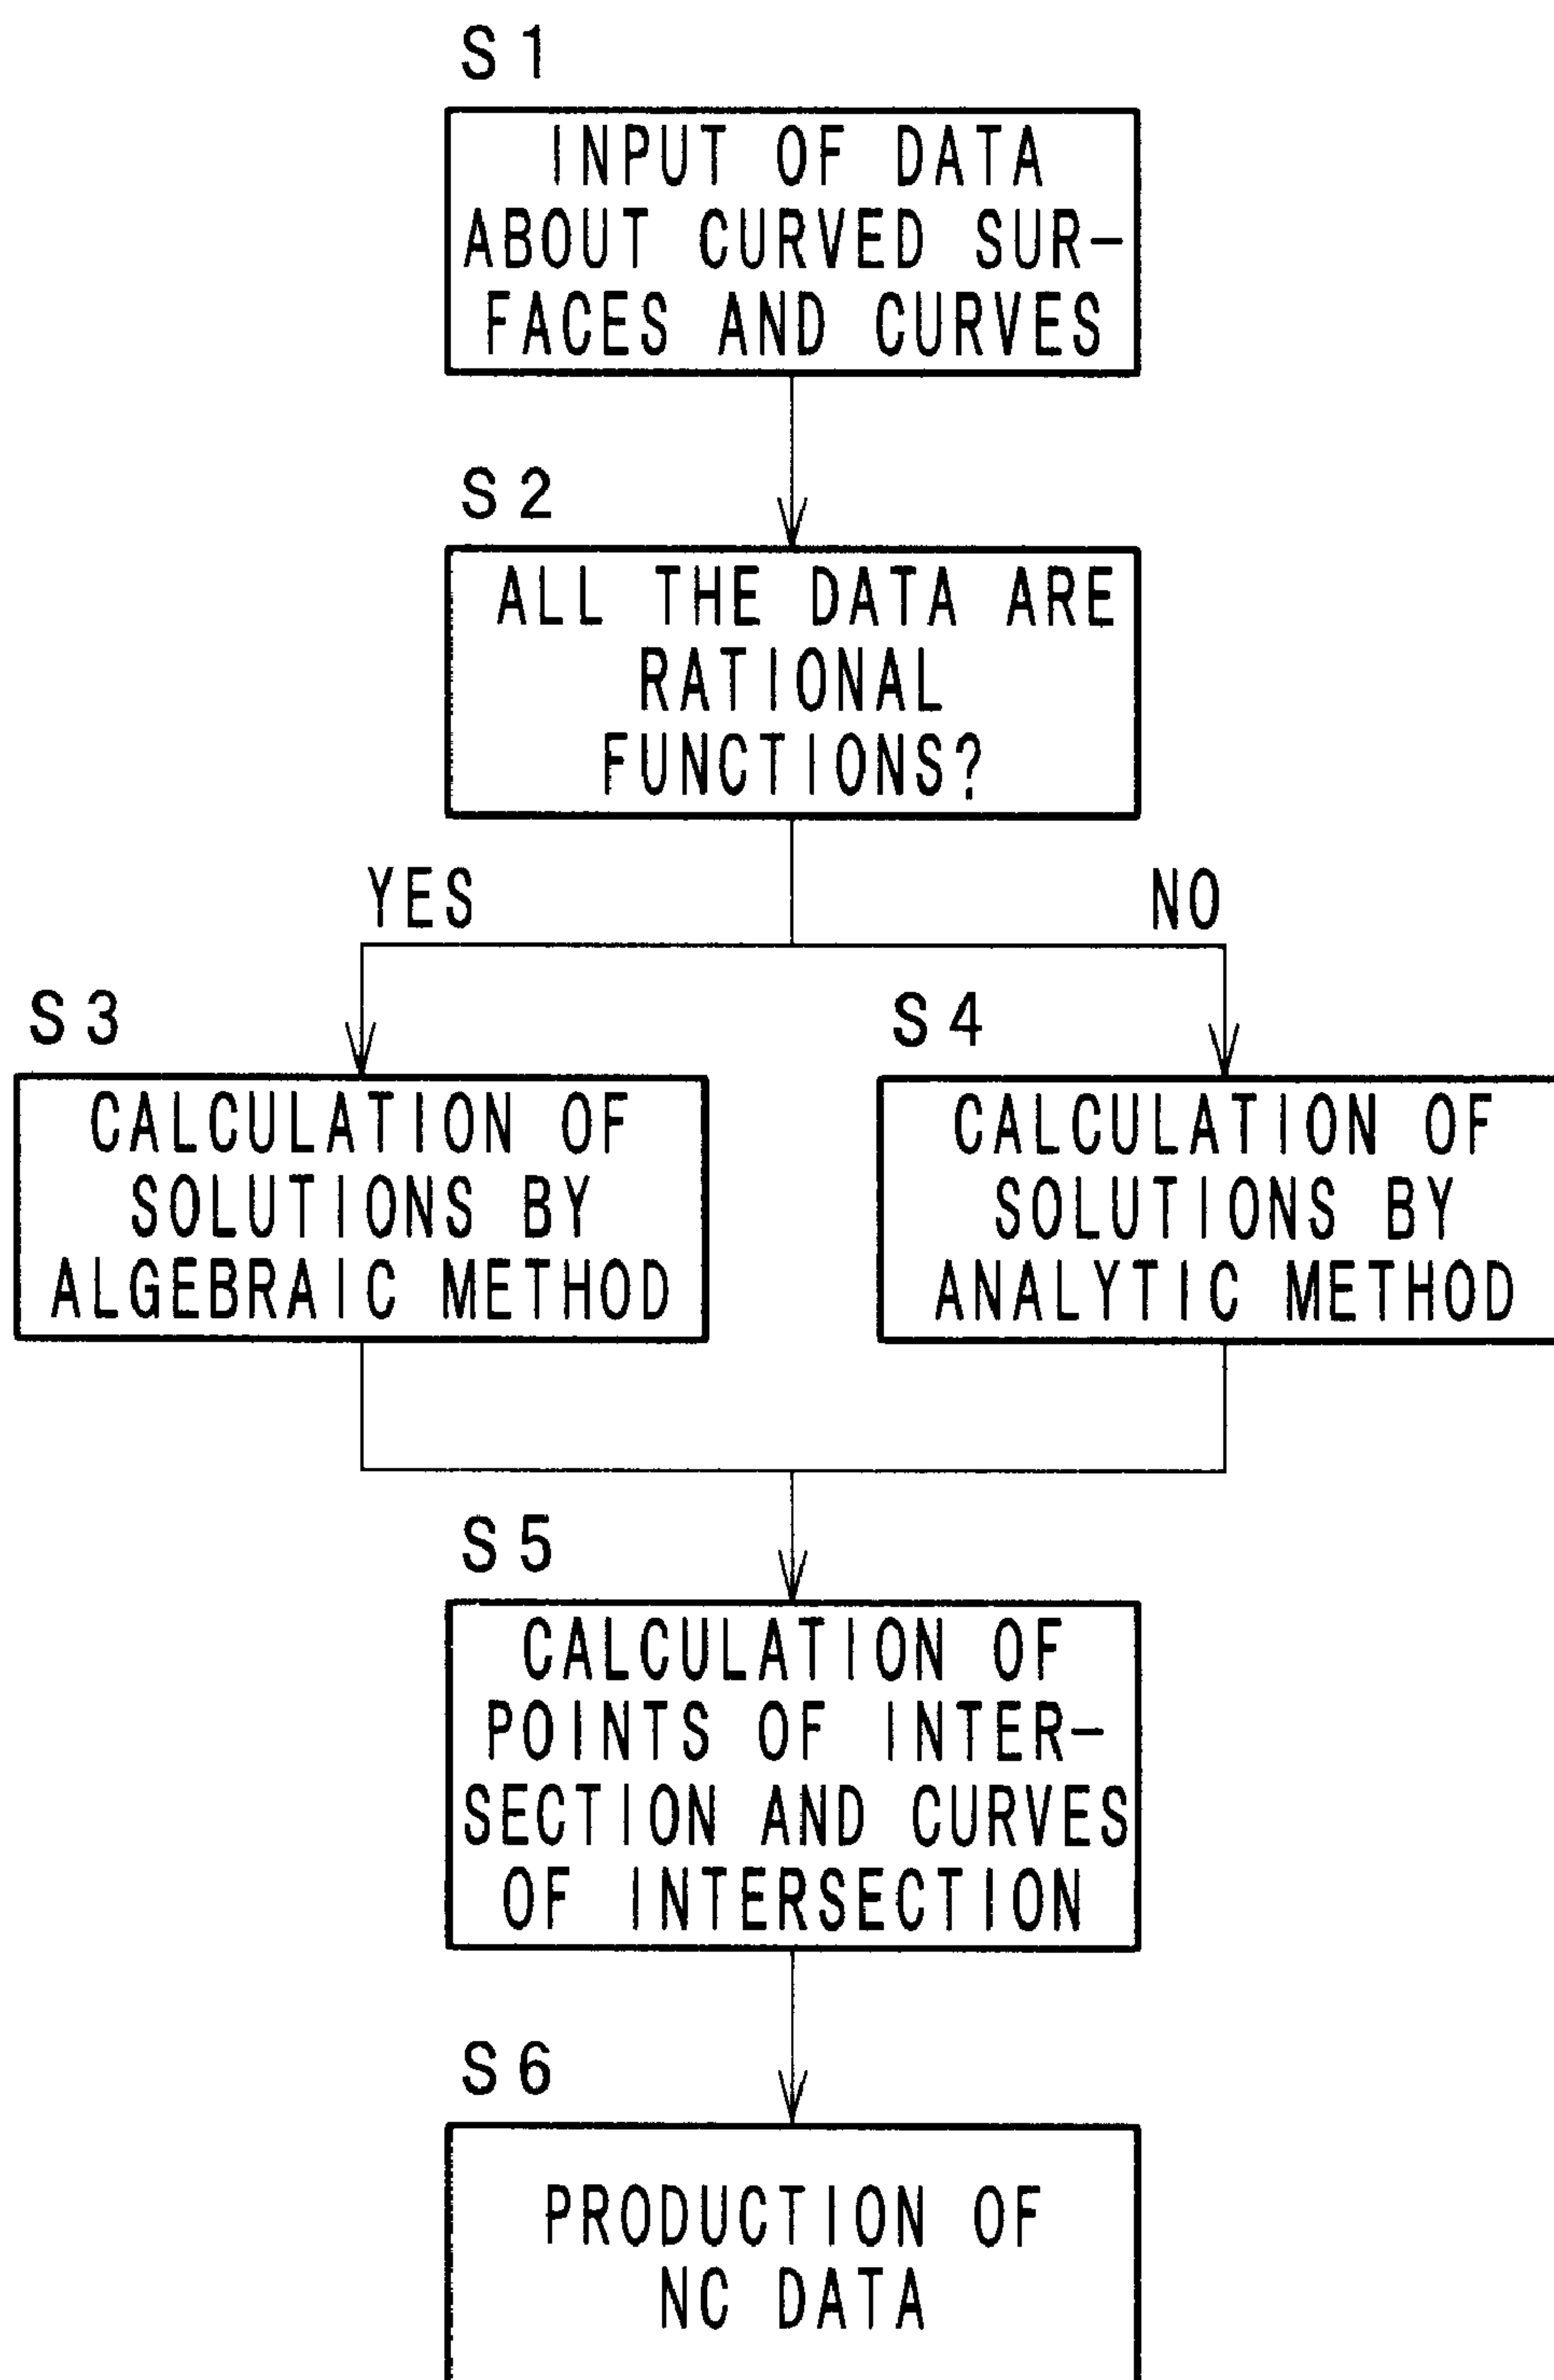 S1
INPUT OF DATA
ABOUT CURVED SUR-
FACES AND CURVES
S2
ALL THE DATA ARE
RATIONAL
FUNCTIONS?
YES
NO
S3
CALCULATION OF
SOLUTIONS BY
ALGEBRAIC METHOD
S4
CALCULATION OF
SOLUTIONS BY
ANALYTIC METHOD
S5
CALCULATION OF
POINTS OF INTER-
SECTION AND CURVES
OF INTERSECTION
S6
PRODUCTION OF
NC DATA